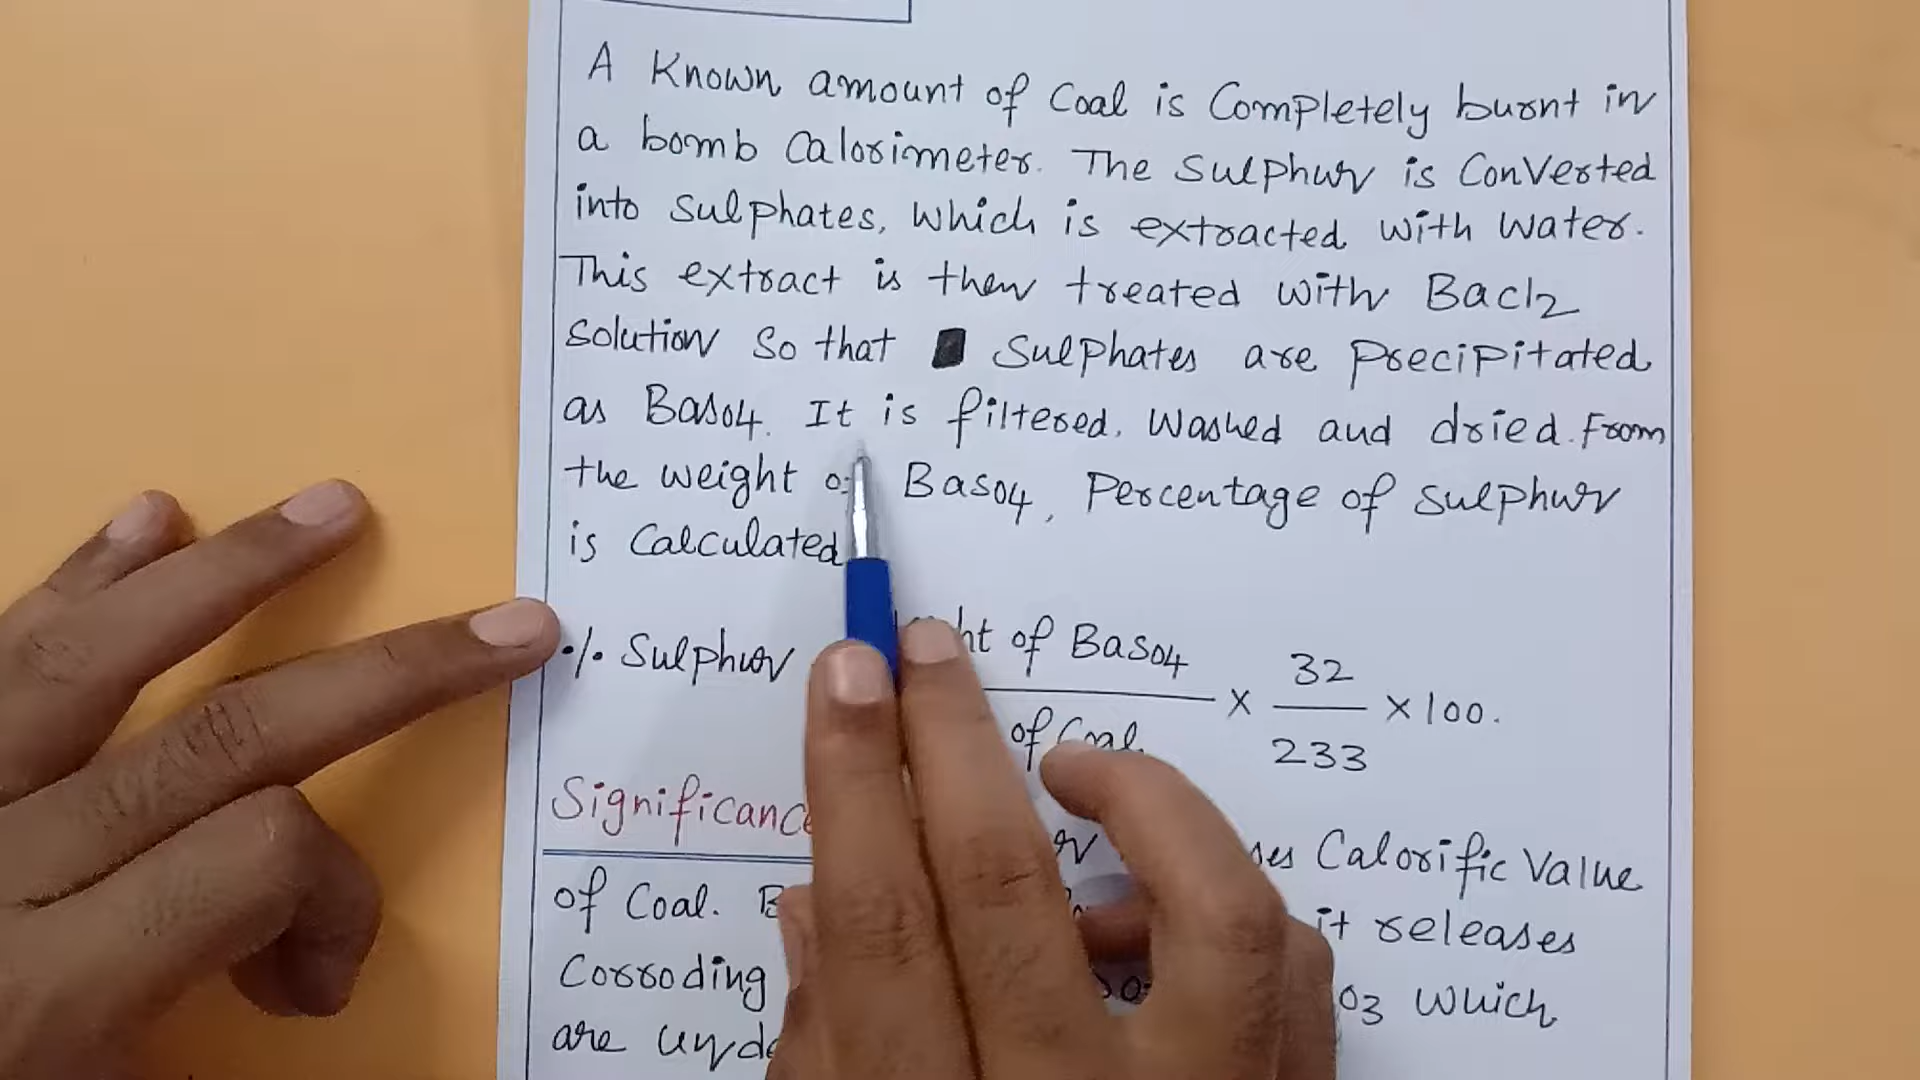 A Known amount of Coal is Completely burnt in
a bomb Calorimeter. The Sulphur is Converted
into Sulphates, Which is extracted with Water.
This extract is then treated with Bacl2
Solution So that Sulphates are Precipitated
as BaSO4. It is filtered, Washed and dried. From
the weight of BaSO4, Percentage of Sulphur
is Calculated
% Sulphur ht of BaSO4 × 32 × 100.
of Coal 233
Significance
Calorific Value
of Coal. it releases
Corroding O3 which
are